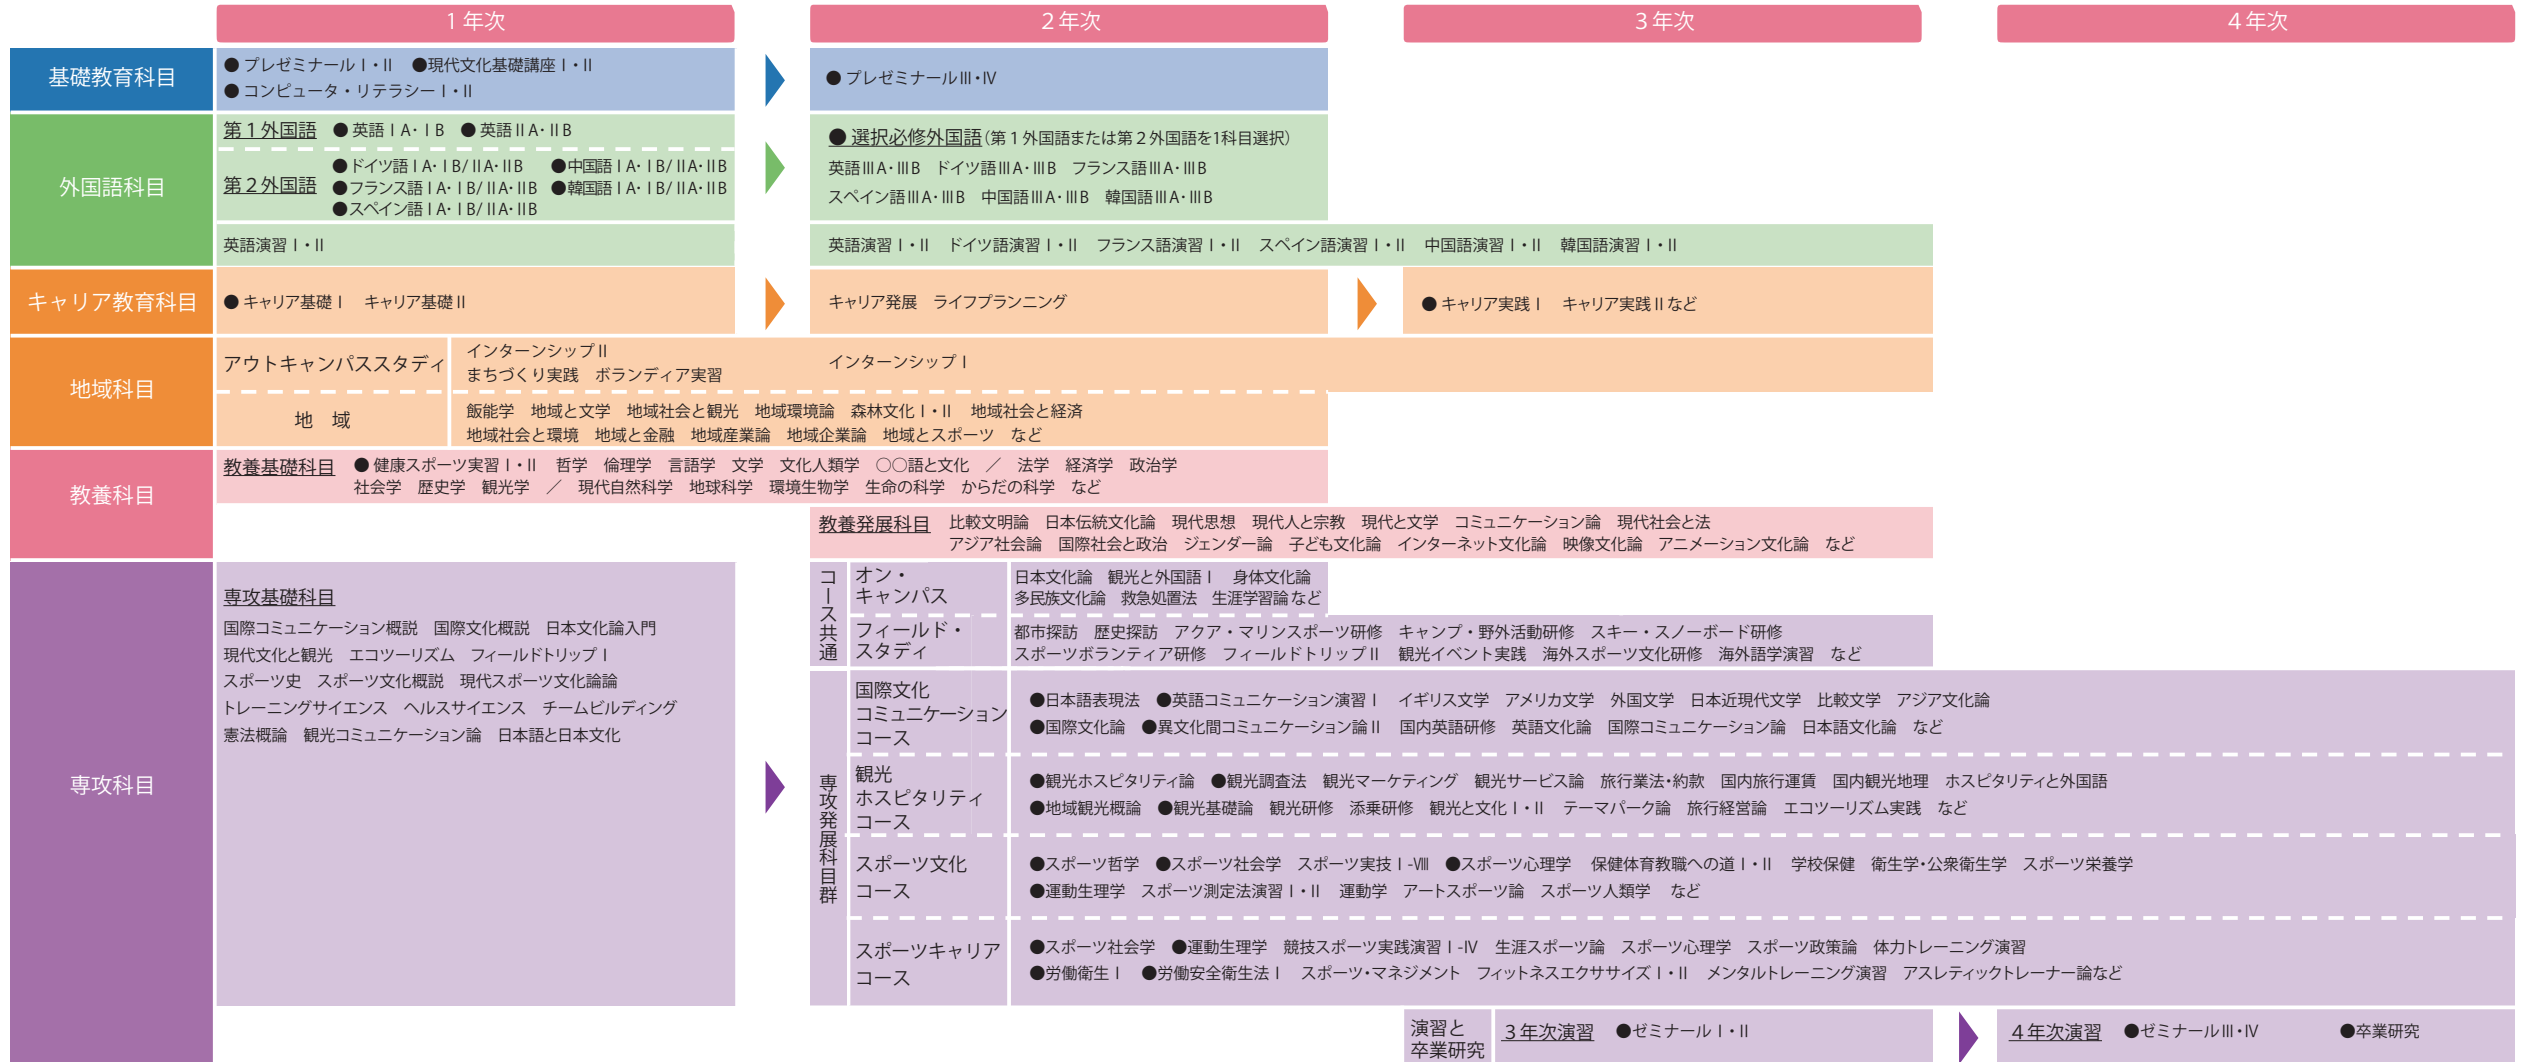 1年次
2年次
3年次
4年次
基礎教育科目
● プレゼミナールⅠ・Ⅱ ●現代文化基礎講座Ⅰ・Ⅱ
● コンピュータ・リテラシーⅠ・Ⅱ
● プレゼミナールⅢ・Ⅳ
外国語科目
第1外国語 ● 英語ⅠA・ⅠB ● 英語ⅡA・ⅡB
第2外国語
● ドイツ語ⅠA・ⅠB/ⅡA・ⅡB ●中国語ⅠA・ⅠB/ⅡA・ⅡB
●フランス語ⅠA・ⅠB/ⅡA・ⅡB ●韓国語ⅠA・ⅠB/ⅡA・ⅡB
●スペイン語ⅠA・ⅠB/ⅡA・ⅡB
● 選択必修外国語(第1外国語または第2外国語を1科目選択)
英語ⅢA・ⅢB ドイツ語ⅢA・ⅢB フランス語ⅢA・ⅢB
スペイン語ⅢA・ⅢB 中国語ⅢA・ⅢB 韓国語ⅢA・ⅢB
英語演習Ⅰ・Ⅱ
英語演習Ⅰ・Ⅱ ドイツ語演習Ⅰ・Ⅱ フランス語演習Ⅰ・Ⅱ スペイン語演習Ⅰ・Ⅱ 中国語演習Ⅰ・Ⅱ 韓国語演習Ⅰ・Ⅱ
キャリア教育科目
● キャリア基礎Ⅰ キャリア基礎Ⅱ
キャリア発展 ライフプランニング
● キャリア実践Ⅰ キャリア実践Ⅱなど
地域科目
アウトキャンパススタディ
インターンシップⅡ
まちづくり実践 ボランディア実習
インターンシップⅠ
地 域
飯能学 地域と文学 地域社会と観光 地域環境論 森林文化Ⅰ・Ⅱ 地域社会と経済
地域社会と環境 地域と金融 地域産業論 地域企業論 地域とスポーツ など
教養科目
教養基礎科目 ● 健康スポーツ実習Ⅰ・Ⅱ 哲学 倫理学 言語学 文学 文化人類学 〇〇語と文化 ／ 法学 経済学 政治学
社会学 歴史学 観光学 ／ 現代自然科学 地球科学 環境生物学 生命の科学 からだの科学 など
教養発展科目 比較文明論 日本伝統文化論 現代思想 現代人と宗教 現代と文学 コミュニケーション論 現代社会と法
アジア社会論 国際社会と政治 ジェンダー論 子ども文化論 インターネット文化論 映像文化論 アニメーション文化論 など
専攻科目
専攻基礎科目
国際コミュニケーション概説 国際文化概説 日本文化論入門
現代文化と観光 エコツーリズム フィールドトリップⅠ
スポーツ史 スポーツ文化概説 現代スポーツ文化論論
トレーニングサイエンス ヘルスサイエンス チームビルディング
憲法概論 観光コミュニケーション論 日本語と日本文化
コース共通
オン・
キャンパス
日本文化論 観光と外国語Ⅰ 身体文化論
多民族文化論 救急処置法 生涯学習論など
フィールド・
スタディ
都市探訪 歴史探訪 アクア・マリンスポーツ研修 キャンプ・野外活動研修 スキー・スノーボード研修
スポーツボランティア研修 フィールドトリップⅡ 観光イベント実践 海外スポーツ文化研修 海外語学演習 など
専攻発展科目群
国際文化
コミュニケーション
コース
●日本語表現法 ●英語コミュニケーション演習Ⅰ イギリス文学 アメリカ文学 外国文学 日本近現代文学 比較文学 アジア文化論
●国際文化論 ●異文化間コミュニケーション論Ⅱ 国内英語研修 英語文化論 国際コミュニケーション論 日本語文化論 など
観光
ホスピタリティ
コース
●観光ホスピタリティ論 ●観光調査法 観光マーケティング 観光サービス論 旅行業法・約款 国内旅行運賃 国内観光地理 ホスピタリティと外国語
●地域観光概論 ●観光基礎論 観光研修 添乗研修 観光と文化Ⅰ・Ⅱ テーマパーク論 旅行経営論 エコツーリズム実践 など
スポーツ文化
コース
●スポーツ哲学 ●スポーツ社会学 スポーツ実技Ⅰ-Ⅷ ●スポーツ心理学 保健体育教職への道Ⅰ・Ⅱ 学校保健 衛生学・公衆衛生学 スポーツ栄養学
●運動生理学 スポーツ測定法演習Ⅰ・Ⅱ 運動学 アートスポーツ論 スポーツ人類学 など
スポーツキャリア
コース
●スポーツ社会学 ●運動生理学 競技スポーツ実践演習Ⅰ-Ⅳ 生涯スポーツ論 スポーツ心理学 スポーツ政策論 体力トレーニング演習
●労働衛生Ⅰ ●労働安全衛生法Ⅰ スポーツ・マネジメント フィットネスエクササイズⅠ・Ⅱ メンタルトレーニング演習 アスレティックトレーナー論など
演習と
卒業研究
3年次演習 ●ゼミナールⅠ・Ⅱ
4年次演習 ●ゼミナールⅢ・Ⅳ ●卒業研究